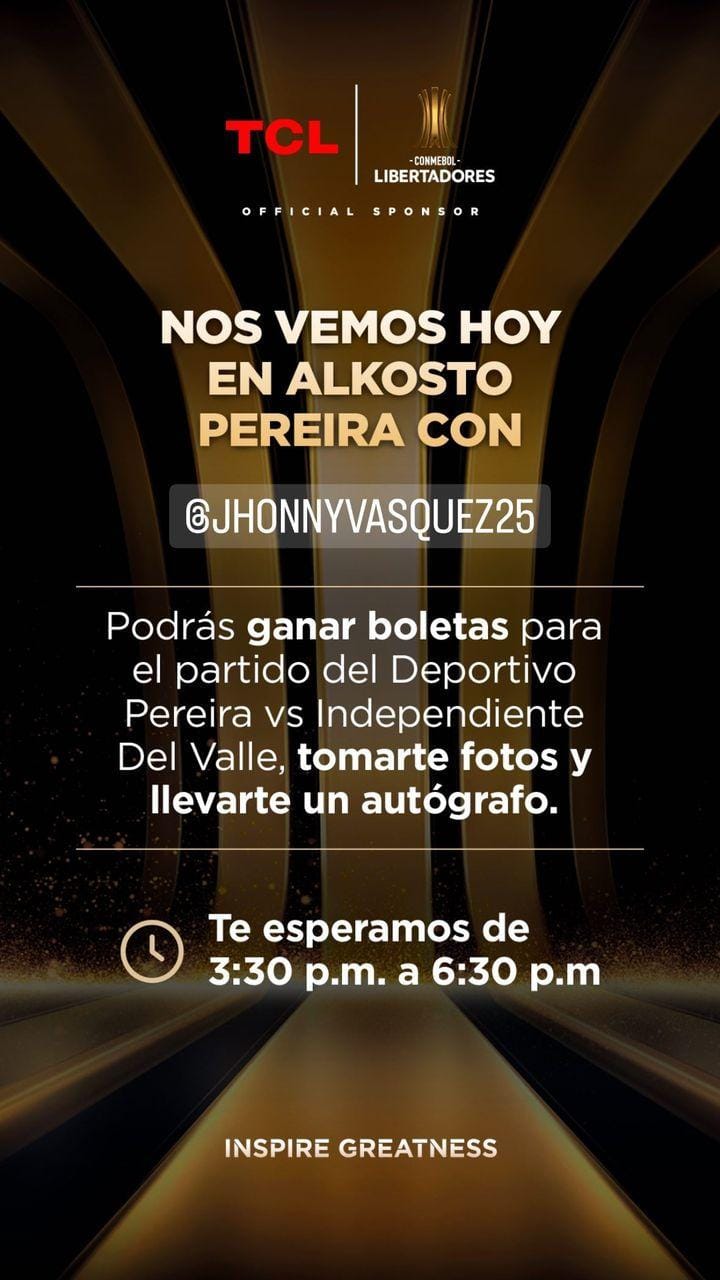 TCL
-CONMEBOL-
LIBERTADORES
OFFICIAL SPONSOR
NOS VEMOS HOY
EN ALKOSTO
PEREIRA CON
@JHONNYVASQUEZ25
Podrás ganar boletas para
el partido del Deportivo
Pereira vs Independiente
Del Valle, tomarte fotos y
llevarte un autógrafo.
Te esperamos de
3:30 p.m. a 6:30 p.m
INSPIRE GREATNESS